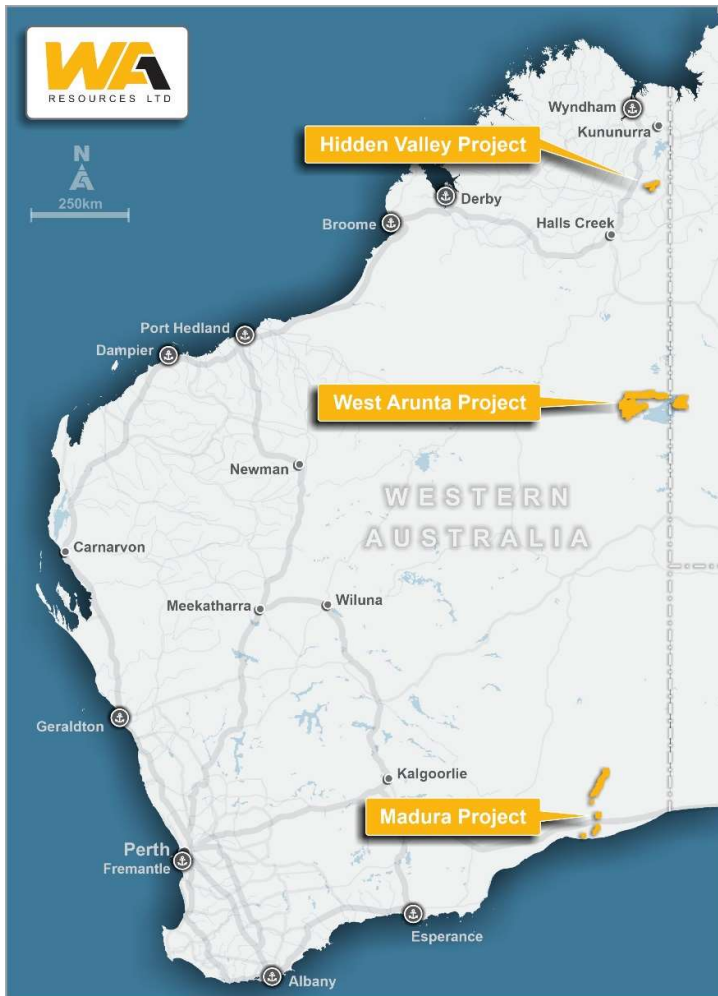 WA1
RESOURCES LTD
N
250km
Wyndham
Kununurra
Hidden Valley Project
Derby
Broome
Halls Creek
Port Hedland
Dampier
West Arunta Project
Newman
WESTERN
AUSTRALIA
Carnarvon
Meekatharra
Wiluna
Geraldton
Kalgoorlie
Madura Project
Perth
Fremantle
Esperance
Albany